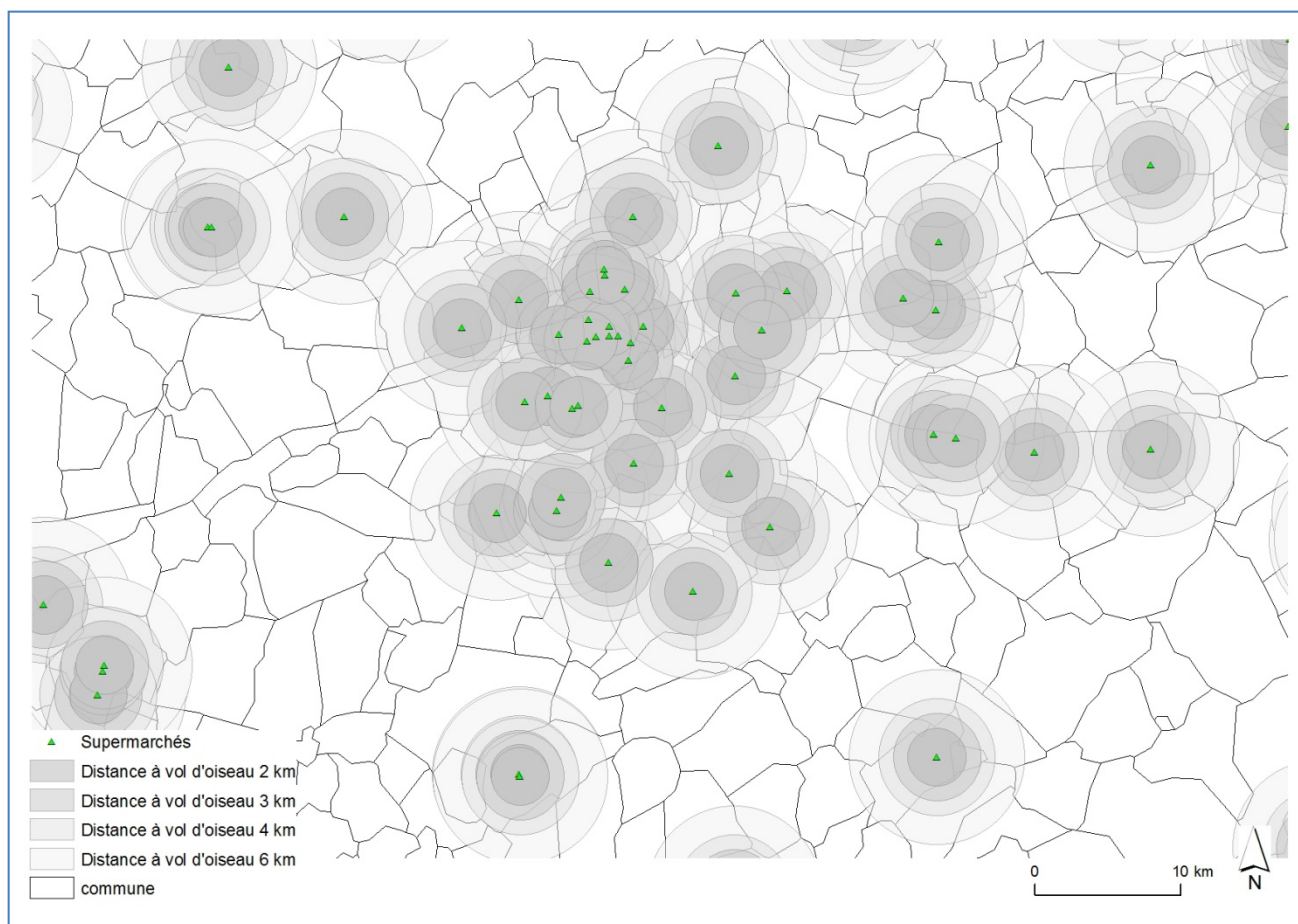 Supermarchés
Distance à vol d'oiseau 2 km
Distance à vol d'oiseau 3 km
Distance à vol d'oiseau 4 km
Distance à vol d'oiseau 6 km
commune
0 10 km
N